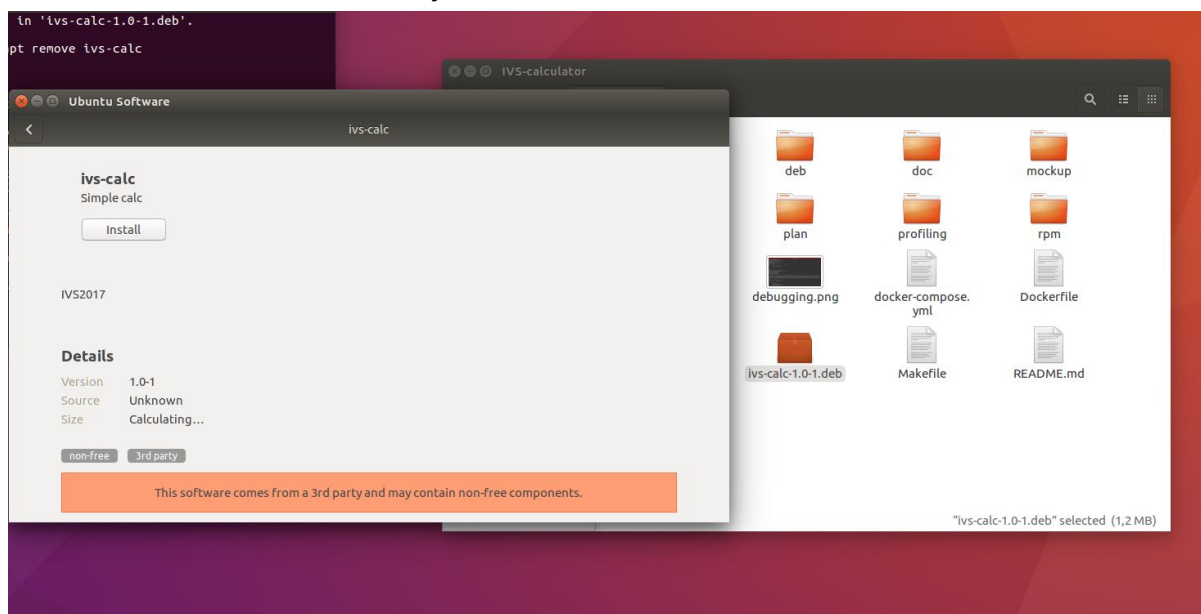 in 'ivs-calc-1.0-1.deb'.
pt remove ivs-calc
IVS-calculator
Ubuntu Software
ivs-calc
ivs-calc
Simple calc
Install
IVS2017
Details
Version 1.0-1
Source Unknown
Size Calculating...
non-free 3rd party
This software comes from a 3rd party and may contain non-free components.
deb doc mockup
plan profiling rpm
debugging.png docker-compose.yml Dockerfile
ivs-calc-1.0-1.deb Makefile README.md
"ivs-calc-1.0-1.deb" selected (1,2 MB)